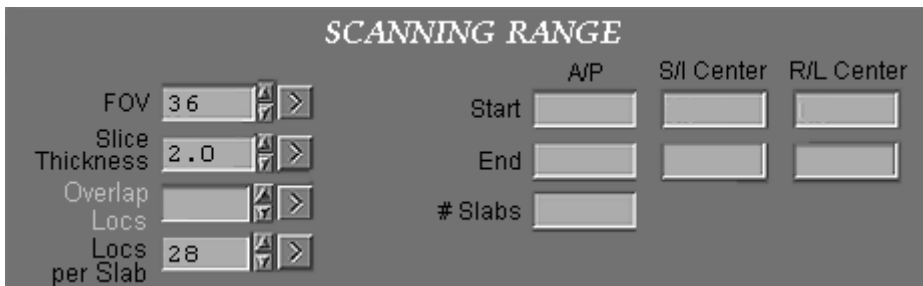 SCANNING RANGE
A/P S/I Center R/L Center
FOV 36 > Start
Slice
Thickness 2.0 > End
Overlap
Locs > # Slabs
Locs
per Slab 28 >